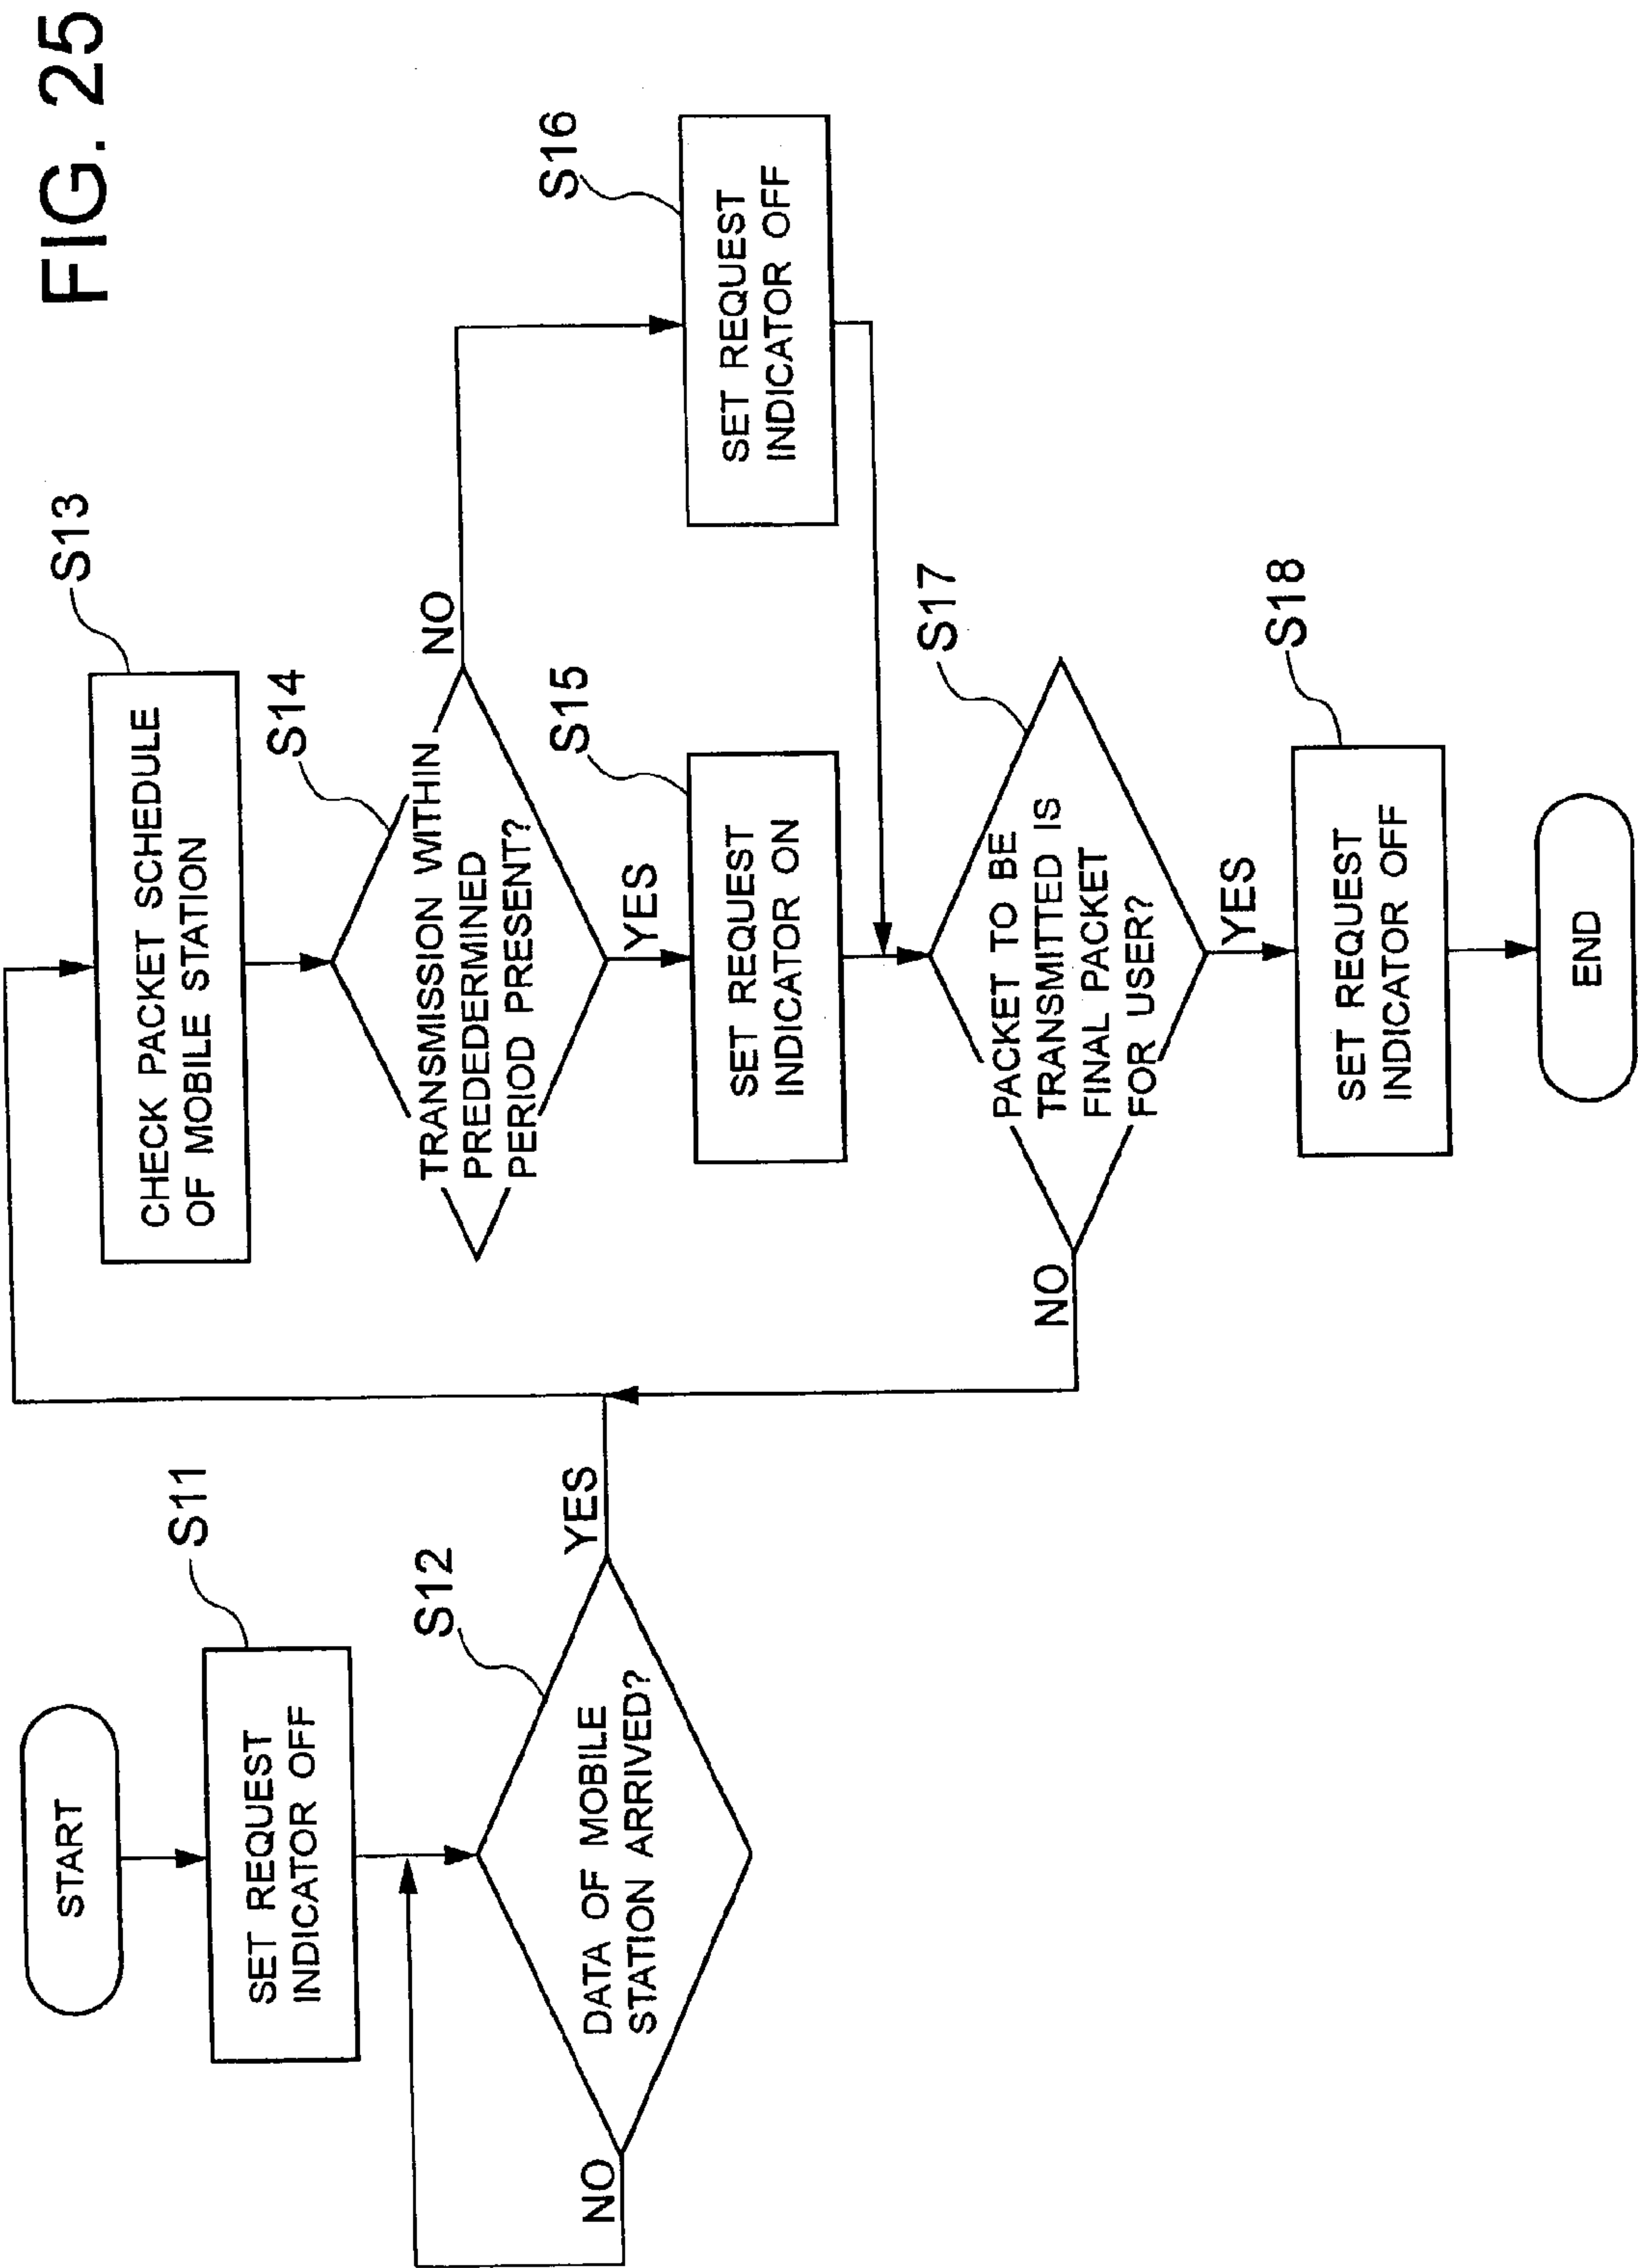 FIG. 25
START
S11
SET REQUEST
INDICATOR OFF
S12
DATA OF MOBILE
STATION ARRIVED?
NO
YES
S13
CHECK PACKET SCHEDULE
OF MOBILE STATION
S14
TRANSMISSION WITHIN
PREDEDERMINED
PERIOD PRESENT?
NO
YES
S15
SET REQUEST
INDICATOR ON
S16
SET REQUEST
INDICATOR OFF
S17
PACKET TO BE
TRANSMITTED IS
FINAL PACKET
FOR USER?
NO
YES
S18
SET REQUEST
INDICATOR OFF
END